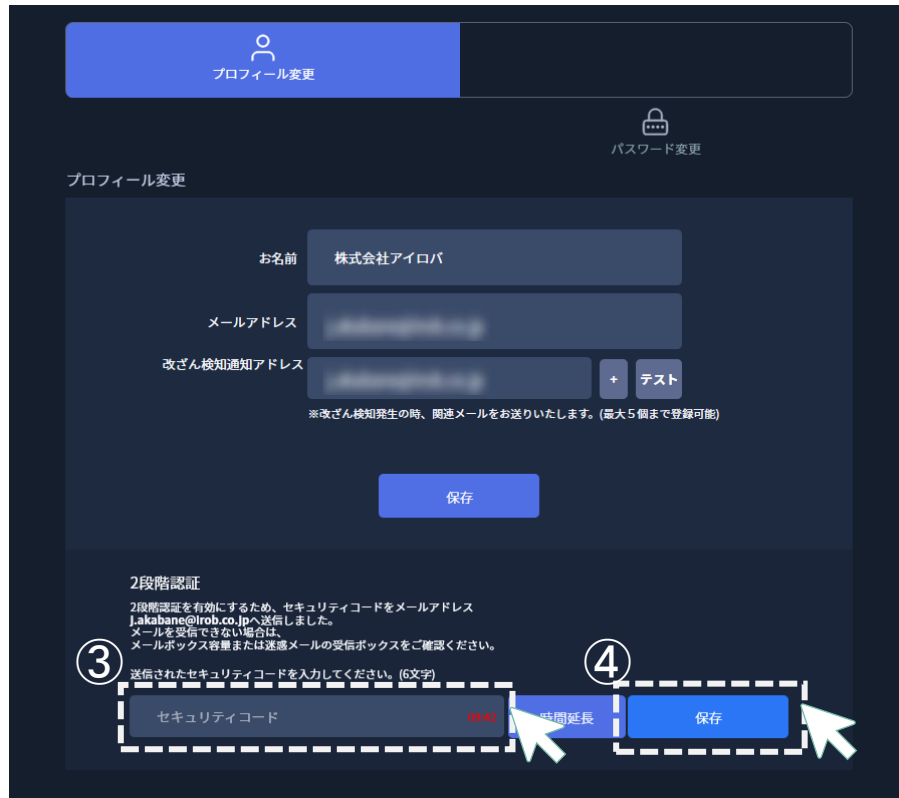 プロフィール変更
パスワード変更
プロフィール変更
お名前 株式会社アイロバ
メールアドレス
改ざん検知通知アドレス + テスト
※改ざん検知発生の時、関連メールをお送りいたします。(最大5個まで登録可能)
保存
2段階認証
2段階認証を有効にするため、セキュリティコードをメールアドレス
j.akabane@irob.co.jpへ送信しました。
メールを受信できない場合は、
メールボックス容量または迷惑メールの受信ボックスをご確認ください。
③ ④
送信されたセキュリティコードを入力してください。(6文字)
セキュリティコード 時間延長 保存